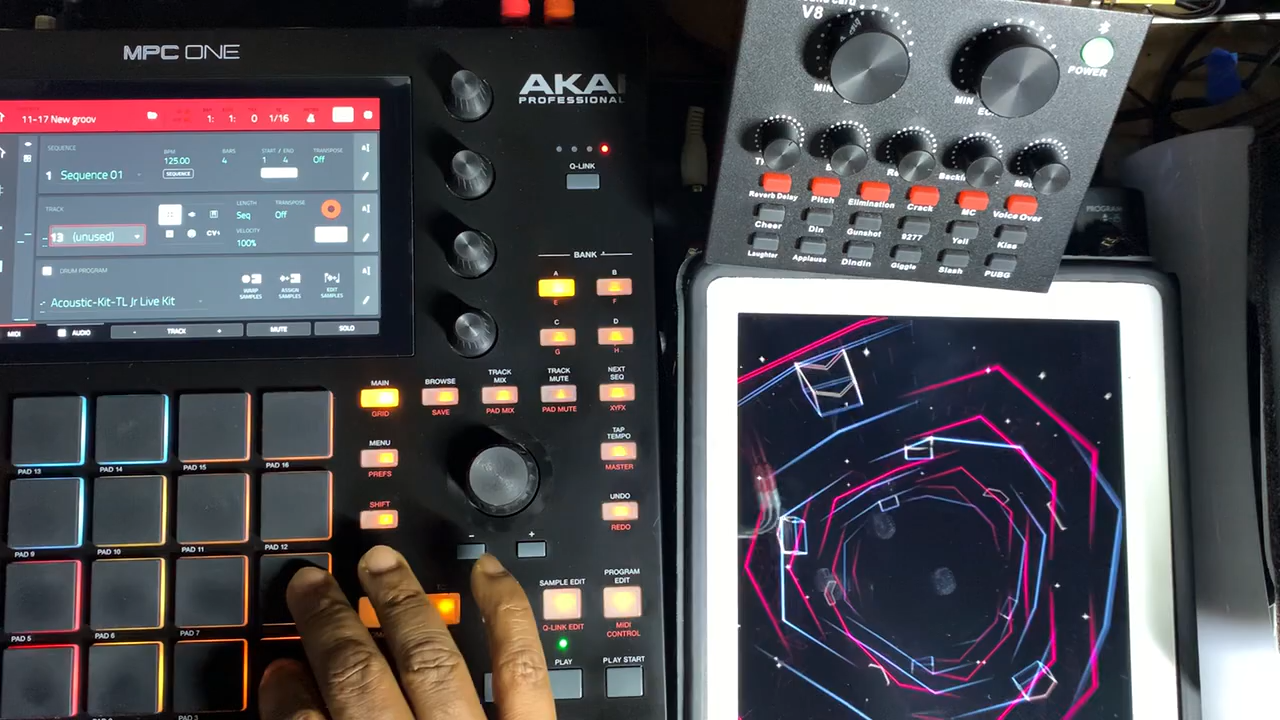 MPC ONE
AKAI
PROFESSIONAL
11-17 New groov
1: 1: 0 1/16
SEQUENCE
BPM
BARS
START / END
TRANSPOSE
1 Sequence 01
125.00
4
1 4
Off
SEQUENCE
TRACK
LENGTH
TRANSPOSE
Seq
Off
13 (unused)
CV+
VELOCITY
100%
DRUM PROGRAM
Acoustic-Kit-TL Jr Live Kit
WARP SAMPLES
ASSIGN SAMPLES
EDIT SAMPLES
MIDI
AUDIO
- TRACK +
MUTE
SOLO
Q-LINK
BANK
A
B
E
F
C
D
G
H
MAIN
GRID
BROWSE
SAVE
TRACK MIX
PAD MIX
TRACK MUTE
PAD MUTE
NEXT SEQ
XYFX
MENU
PREFS
TAP TEMPO
MASTER
SHIFT
UNDO
REDO
-
+
SAMPLE EDIT
Q-LINK EDIT
PROGRAM EDIT
MIDI CONTROL
PLAY
PLAY START
PAD 13
PAD 14
PAD 15
PAD 16
PAD 9
PAD 10
PAD 11
PAD 12
PAD 5
PAD 6
PAD 7
PAD 3
V8
POWER
MIN
MIN
Reverb Delay
Pitch
Elimination
Crack
MC
Voice Over
Cheer
Din
Gunshot
9277
Yell
Kiss
Laughter
Applause
Dindin
Giggle
Slash
PUBG
PROGRAM